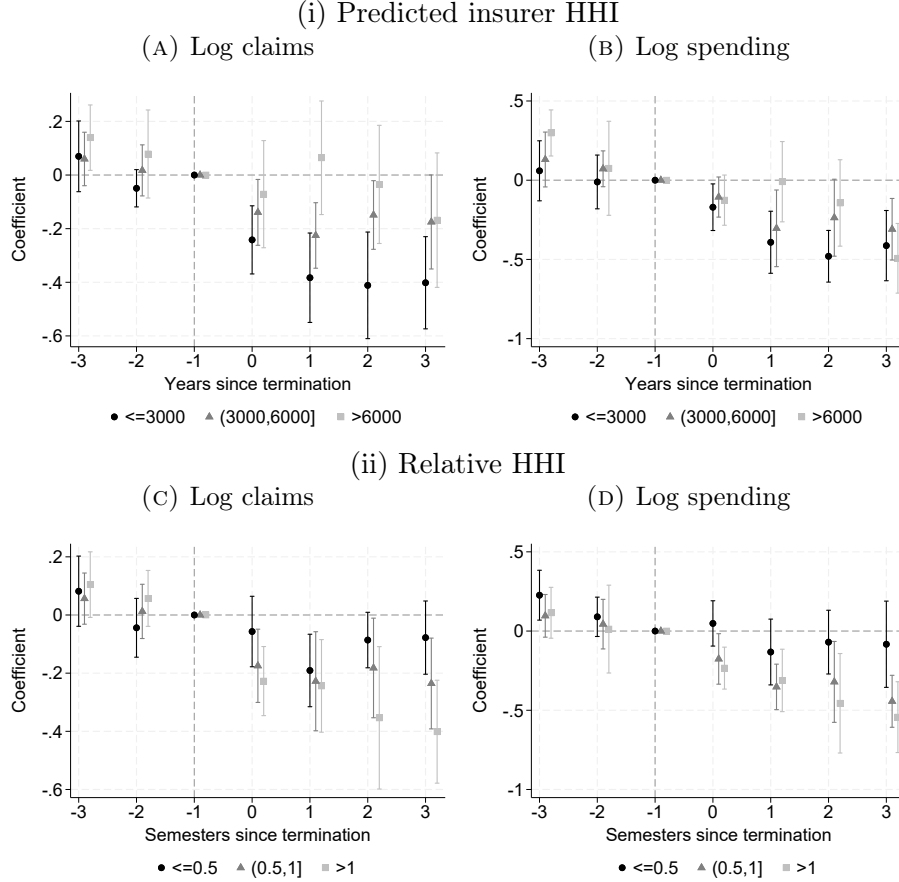 (i) Predicted insurer HHI
(A) Log claims
.2
0
-.2
-.4
-.6
Coefficient
-3 -2 -1 0 1 2 3
Years since termination
<=3000 (3000,6000] >6000
(B) Log spending
.5
0
-.5
-1
Coefficient
-3 -2 -1 0 1 2 3
Years since termination
<=3000 (3000,6000] >6000
(ii) Relative HHI
(C) Log claims
.2
0
-.2
-.4
-.6
Coefficient
-3 -2 -1 0 1 2 3
Semesters since termination
<=0.5 (0.5,1] >1
(D) Log spending
.5
0
-.5
-1
Coefficient
-3 -2 -1 0 1 2 3
Semesters since termination
<=0.5 (0.5,1] >1